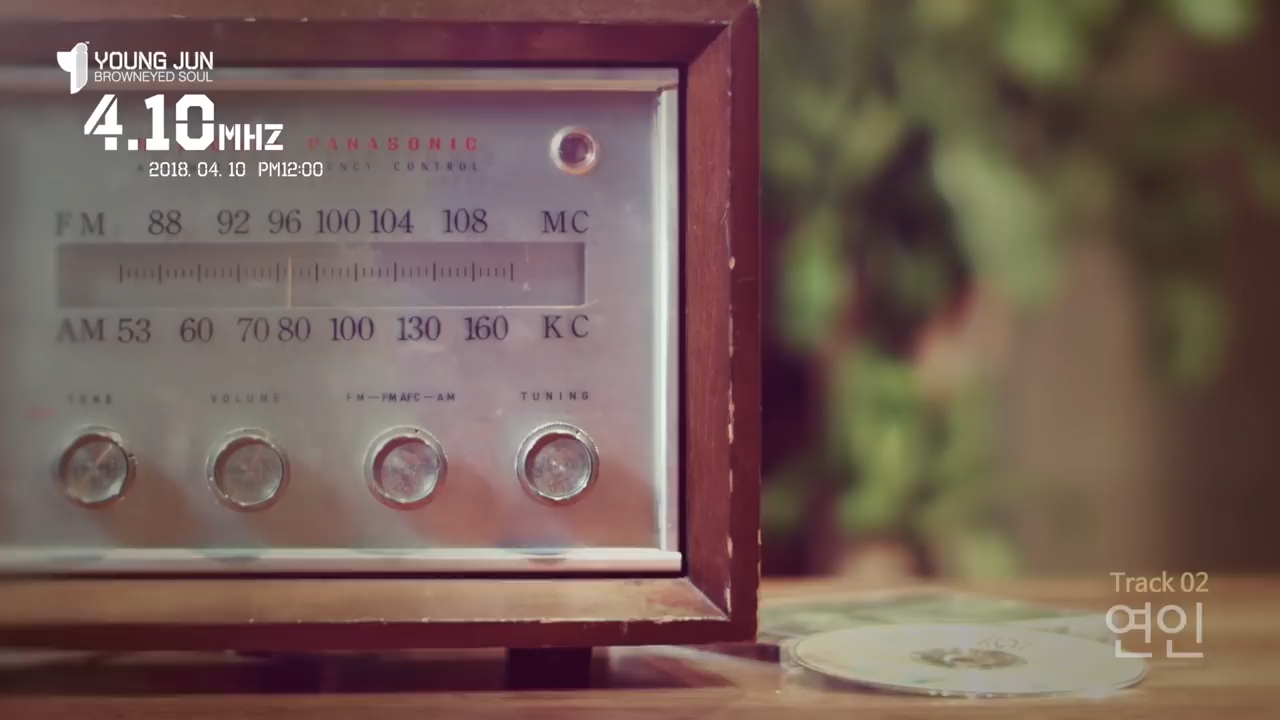 YOUNG JUN
BROWNEYED SOUL
4.10MHZ
PANASONIC
CONTROL
2018. 04. 10 PM12:00
FM 88 92 96 100 104 108 MC
AM 53 60 70 80 100 130 160 KC
TONE VOLUME FM—FM AFC—AM TUNING
Track 02
연인